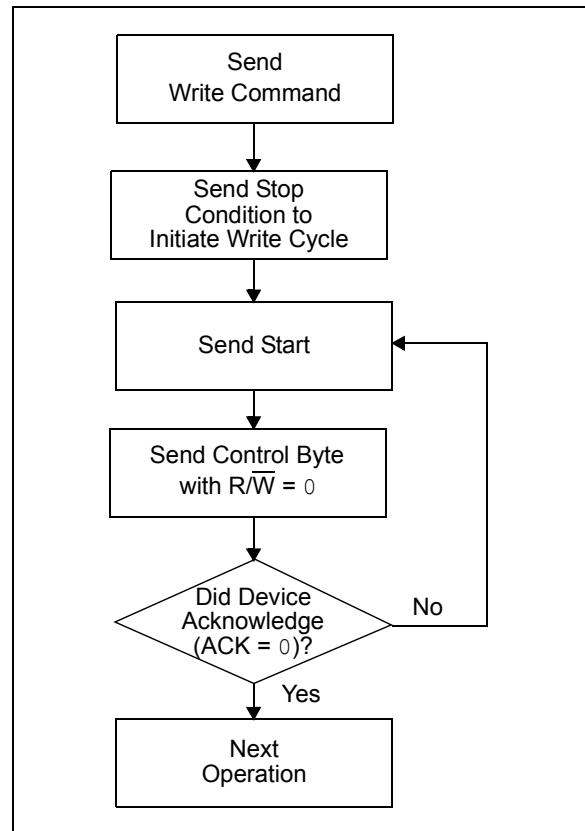 Send
Write Command
Send Stop
Condition to
Initiate Write Cycle
Send Start
Send Control Byte
with R/W̅ = 0
Did Device
Acknowledge
(ACK = 0)?
No
Yes
Next
Operation